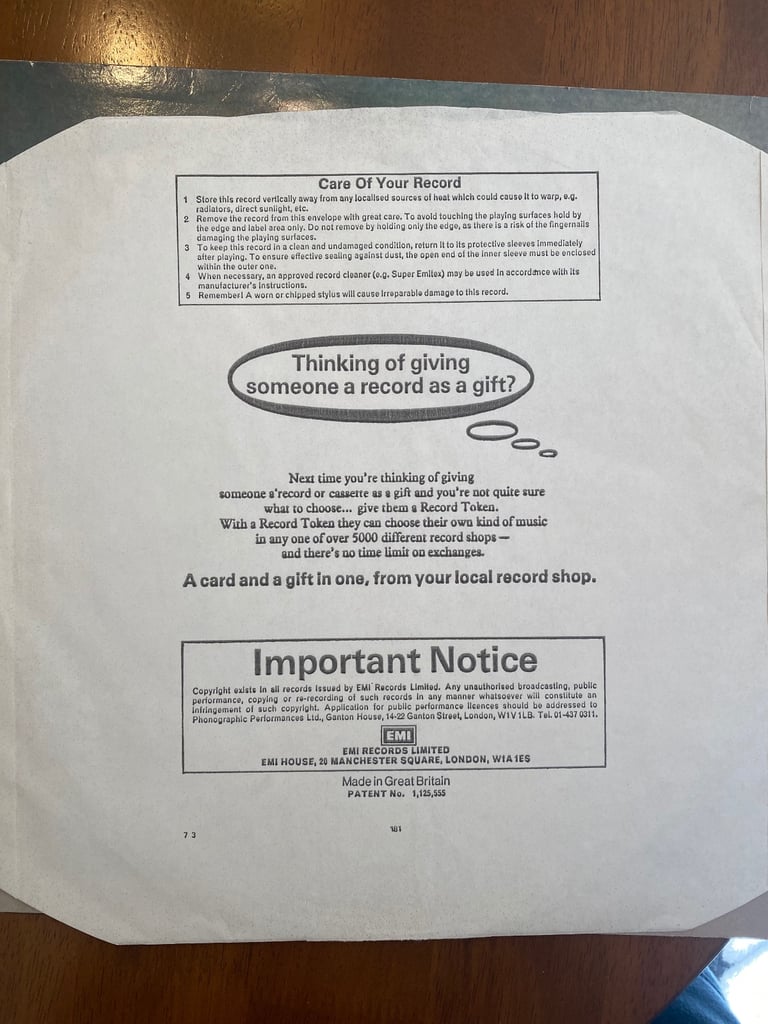 Care Of Your Record
1 Store this record vertically away from any localised sources of heat which could cause it to warp, e.g.
radiators, direct sunlight, etc.
2 Remove the record from this envelope with great care. To avoid touching the playing surfaces hold by
the edge and label area only. Do not remove by holding only the edge, as there is a risk of the fingernails
damaging the playing surfaces.
3 To keep this record in a clean and undamaged condition, return it to its protective sleeves immediately
after playing. To ensure effective sealing against dust, the open end of the inner sleeve must be enclosed
within the outer one.
4 When necessary, an approved record cleaner (e.g. Super Emitex) may be used in accordance with its
manufacturer's instructions.
5 Remember! A worn or chipped stylus will cause irreparable damage to this record.
Thinking of giving
someone a record as a gift?
Next time you're thinking of giving
someone a record or cassette as a gift and you're not quite sure
what to choose... give them a Record Token.
With a Record Token they can choose their own kind of music
in any one of over 5000 different record shops —
and there's no time limit on exchanges.
A card and a gift in one, from your local record shop.
Important Notice
Copyright exists in all records issued by EMI Records Limited. Any unauthorised broadcasting, public
performance, copying or re-recording of such records in any manner whatsoever will constitute an
infringement of such copyright. Application for public performance licences should be addressed to
Phonographic Performances Ltd., Ganton House, 14-22 Ganton Street, London, W1V 1LB. Tel. 01-437 0311.
EMI
EMI RECORDS LIMITED
EMI HOUSE, 20 MANCHESTER SQUARE, LONDON, W1A 1ES
Made in Great Britain
PATENT No. 1,125,555
7 3
181